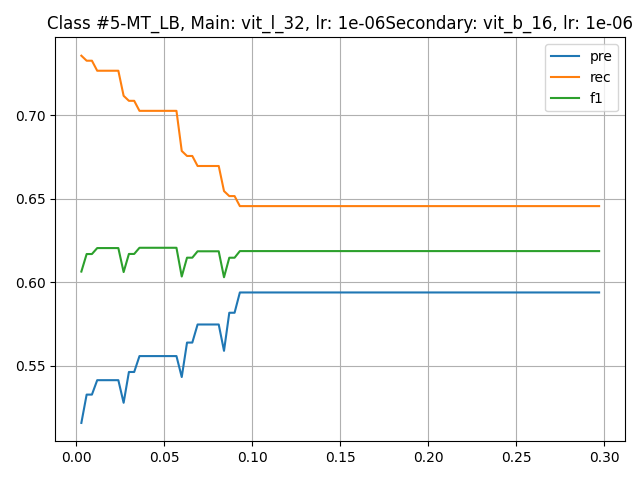 Class #5-MT_LB, Main: vit_l_32, lr: 1e-06Secondary: vit_b_16, lr: 1e-06
pre
rec
f1
0.70
0.65
0.60
0.55
0.00 0.05 0.10 0.15 0.20 0.25 0.30